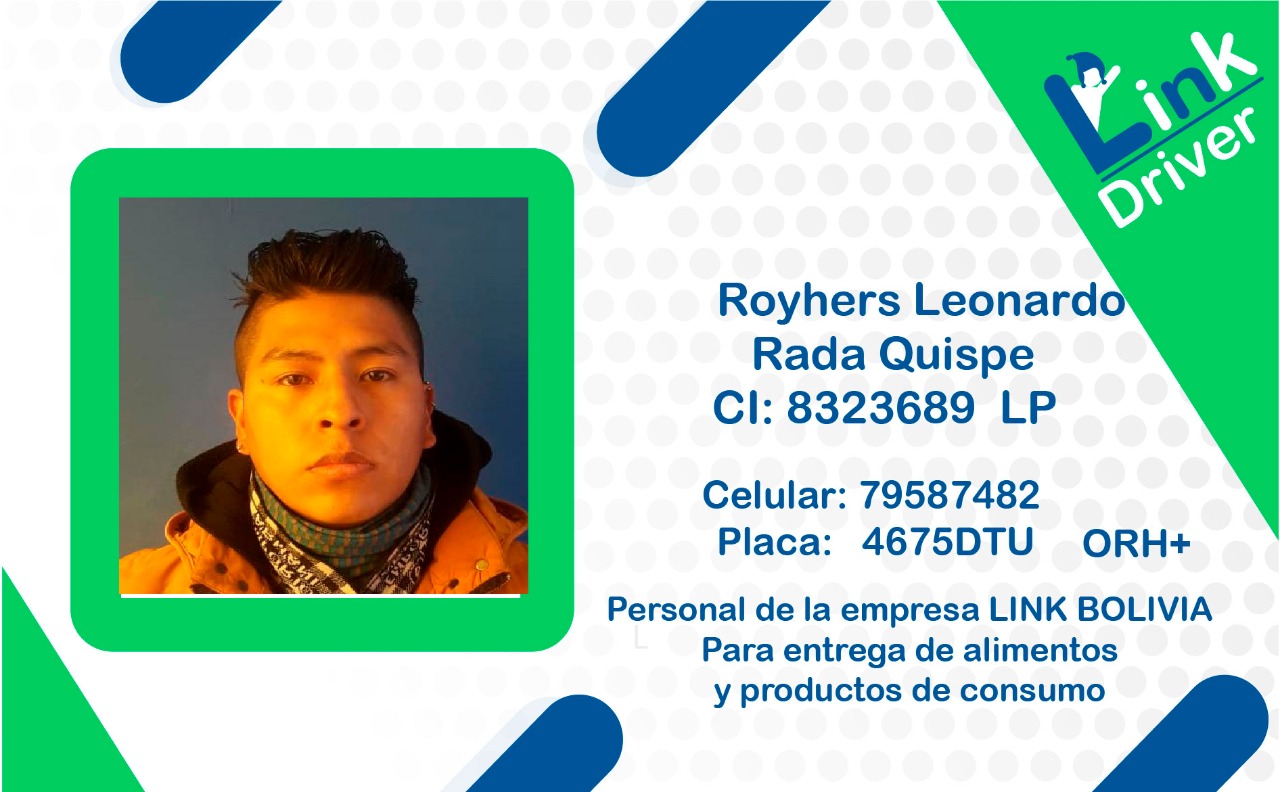 Link
Driver
Royhers Leonardo
Rada Quispe
CI: 8323689 LP
Celular: 79587482
Placa: 4675DTU ORH+
Personal de la empresa LINK BOLIVIA
L
Para entrega de alimentos
y productos de consumo